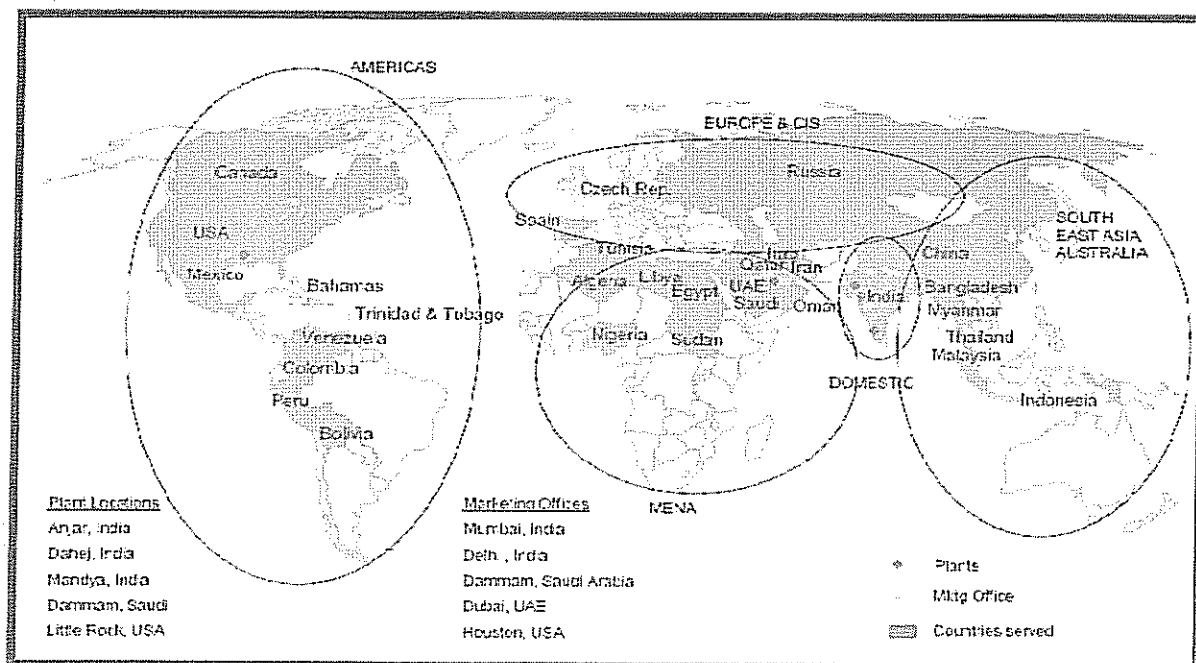 AMERICAS
EUROPE & CIS
Canada
Russia
Czech Rep.
Spain
SOUTH
EAST ASIA
AUSTRALIA
USA
Tunisia
Iraq
China
Mexico
Qatar
Iran
Algeria
Libya
Bahamas
Egypt
UAE
India
Bangladesh
Saudi
Oman
Myanmar
Trinidad & Tobago
Venezuela
Nigeria
Sudan
Thailand
Malaysia
Colombia
DOMESTIC
Peru
Indonesia
Bolivia
MENA
Plant Locations
Anjar, India
Dahej, India
Mandya, India
Dammam, Saudi
Little Rock, USA
Marketing Offices
Mumbai, India
Delhi, India
Dammam, Saudi Arabia
Dubai, UAE
Houston, USA
Plants
Mktg Office
Countries served